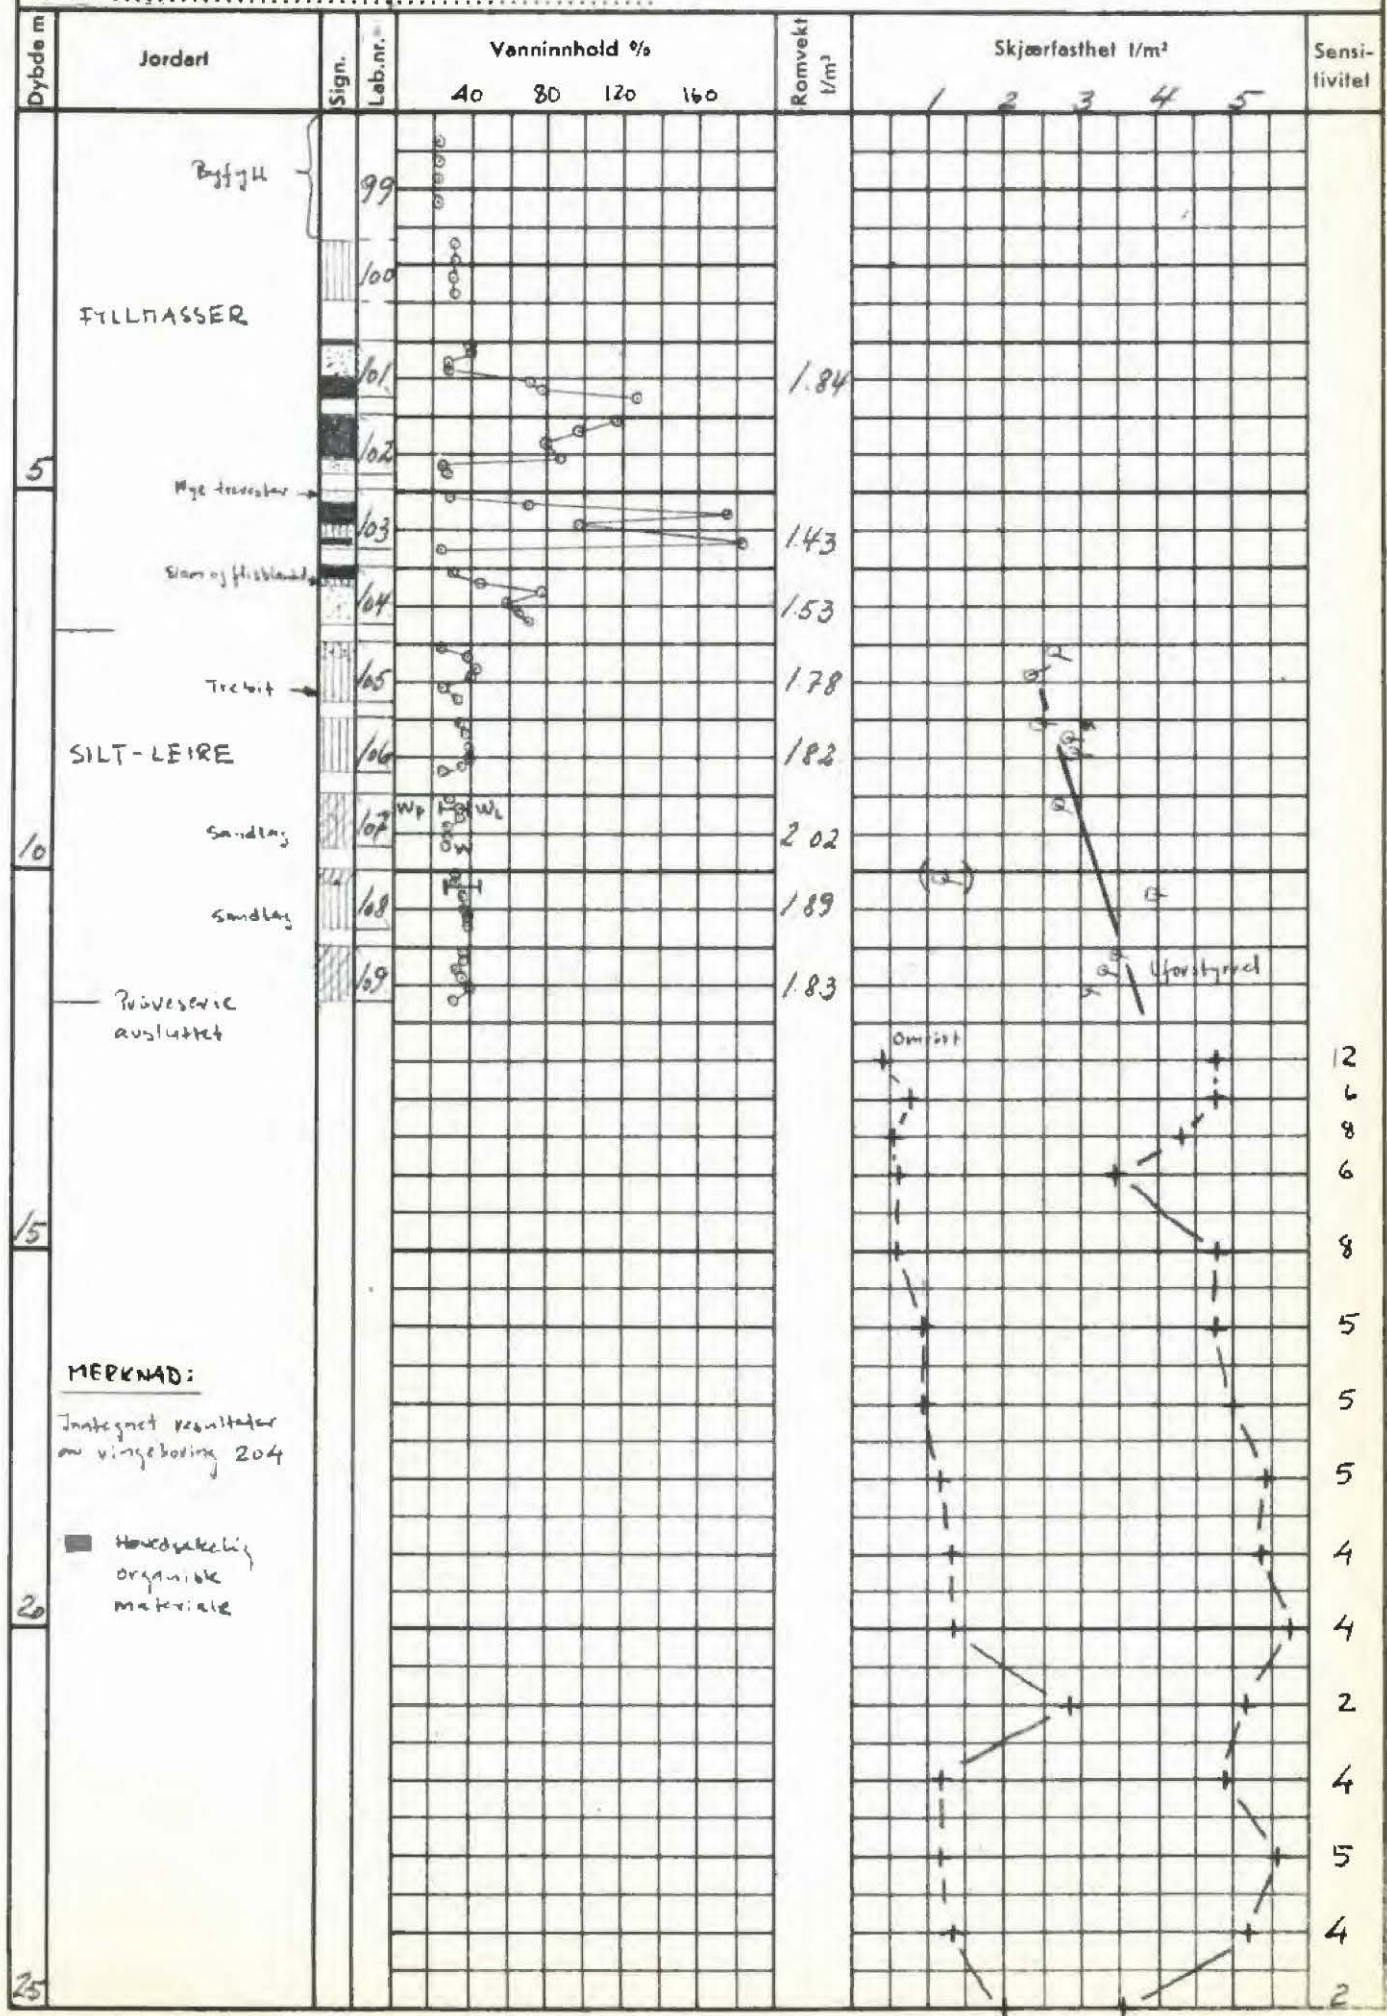 Dybde m
Jordart
Sign.
Lab.nr.
Vanninnhold %
40 80 120 160
Romvekt t/m³
Skjærfasthet t/m²
1 2 3 4 5
Sensi-
tivitet
Byfyll
99
100
FYLLMASSER
101
1.84
102
5
Mye trerester
103
1.43
104
1.53
105
1.78
Trebit
SILT-LEIRE
106
1.82
Wp WL
107
2.02
Sandlag
W
10
108
1.89
Sandlag
109
1.83
Uforstyrret
Prøveserie
avsluttet
Omrørt
12
6
8
6
15
8
5
5
MERKNAD:
Inntegnet resultater
av vingeboring 204
5
Hovedsakelig
organisk
materiale
4
20
4
2
4
5
4
25
2